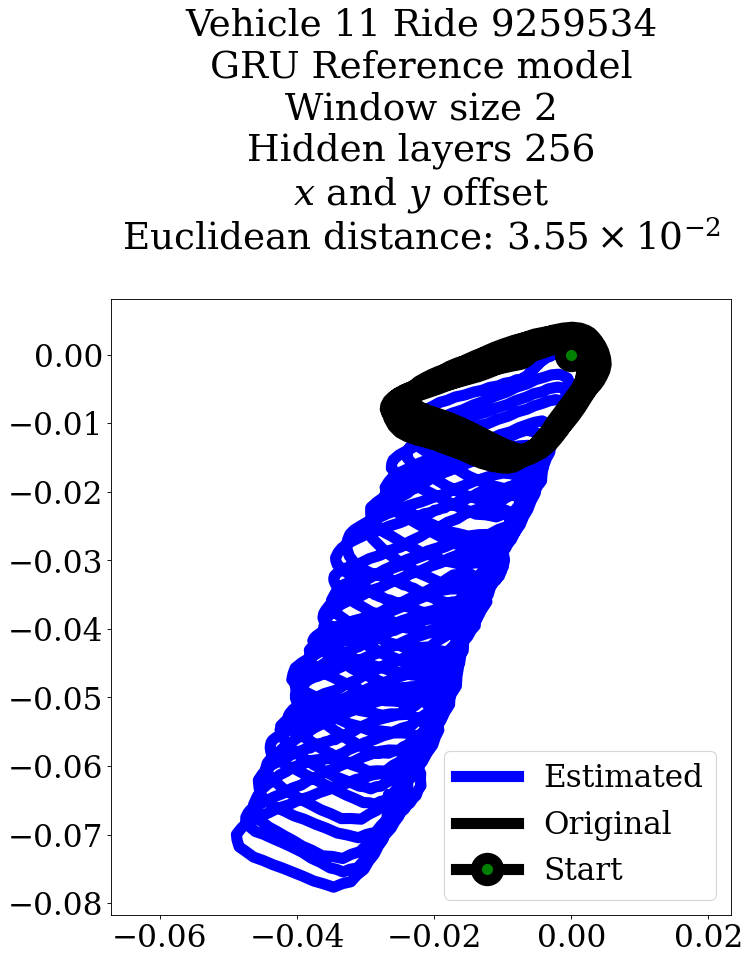 Vehicle 11 Ride 9259534
GRU Reference model
Window size 2
Hidden layers 256
x and y offset
Euclidean distance: 3.55 × 10⁻²
0.00
−0.01
−0.02
−0.03
−0.04
−0.05
−0.06
−0.07
−0.08
Estimated
Original
Start
−0.06 −0.04 −0.02 0.00 0.02